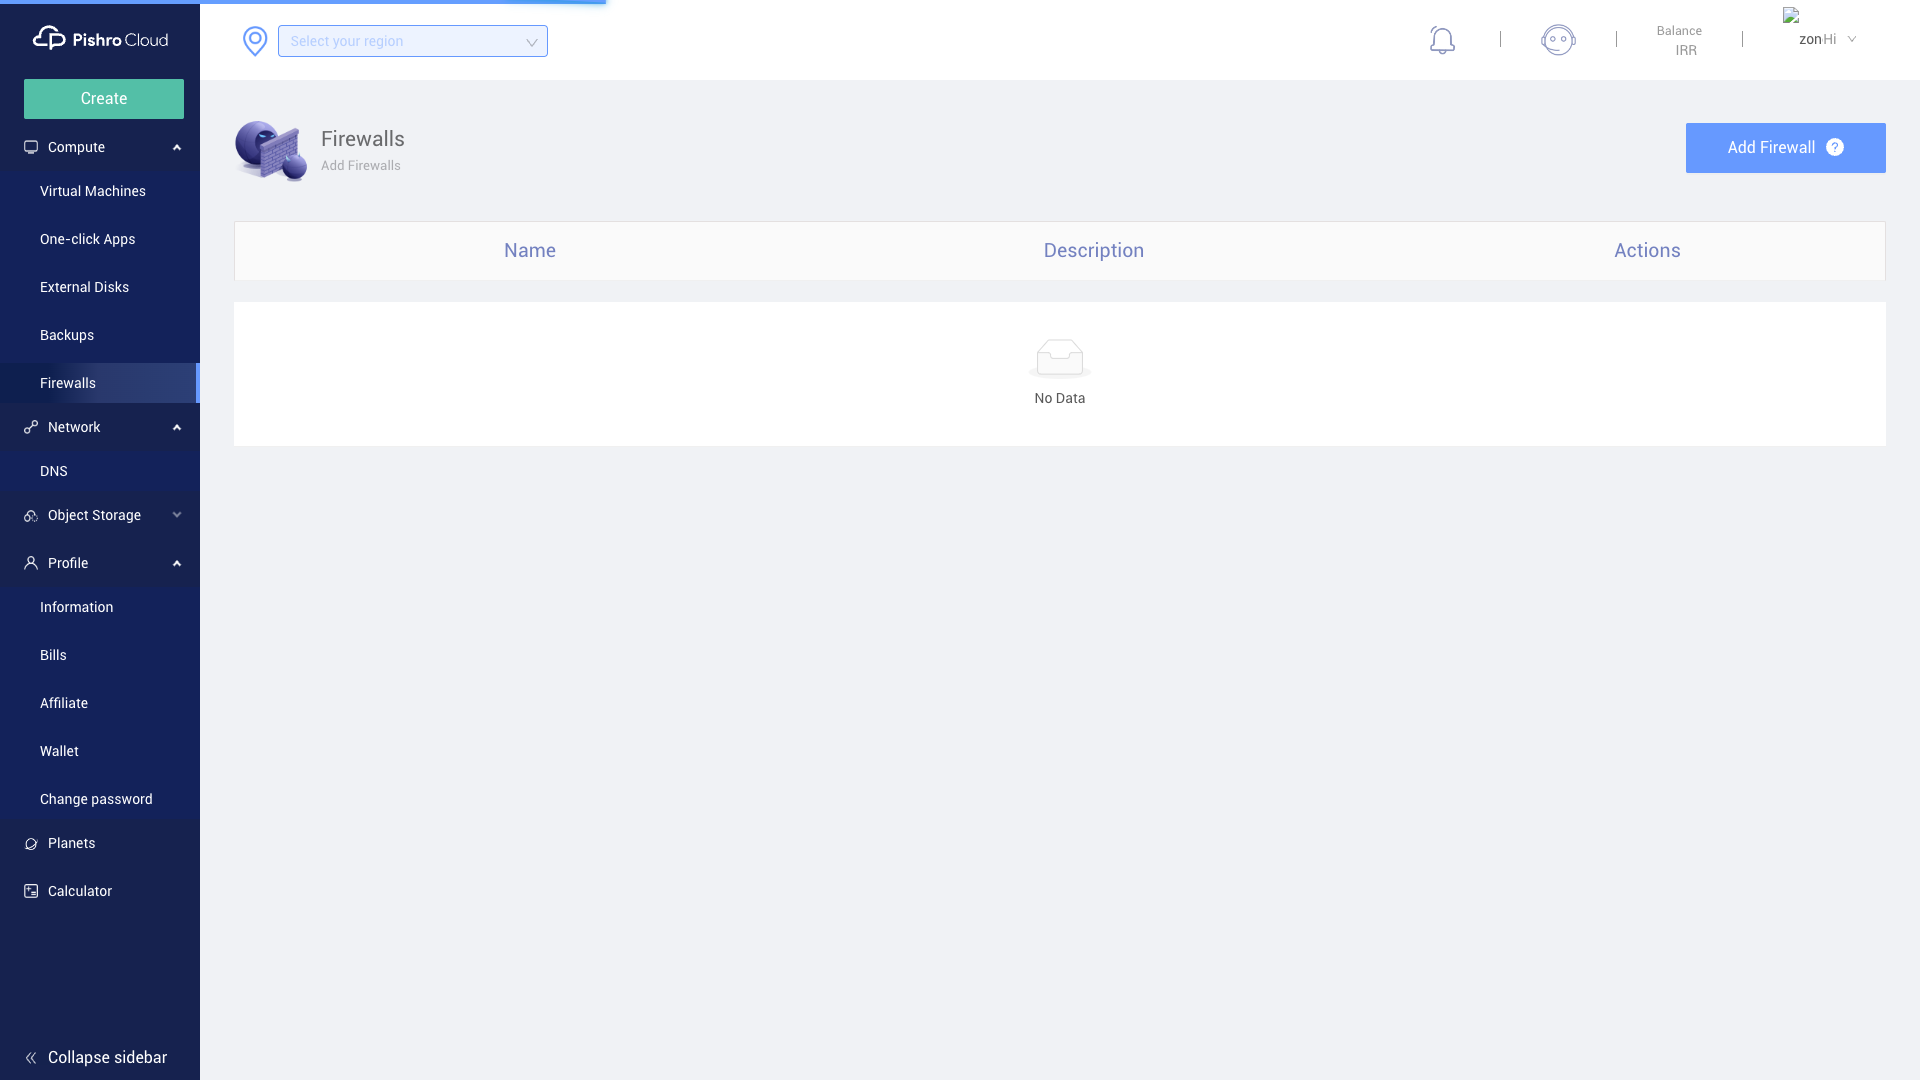 Pishro Cloud
Select your region
Balance
IRR
zon Hi
Create
Compute
Virtual Machines
One-click Apps
External Disks
Backups
Firewalls
Network
DNS
Object Storage
Profile
Information
Bills
Affiliate
Wallet
Change password
Planets
Calculator
Collapse sidebar
Firewalls
Add Firewalls
Add Firewall ?
Name Description Actions
No Data